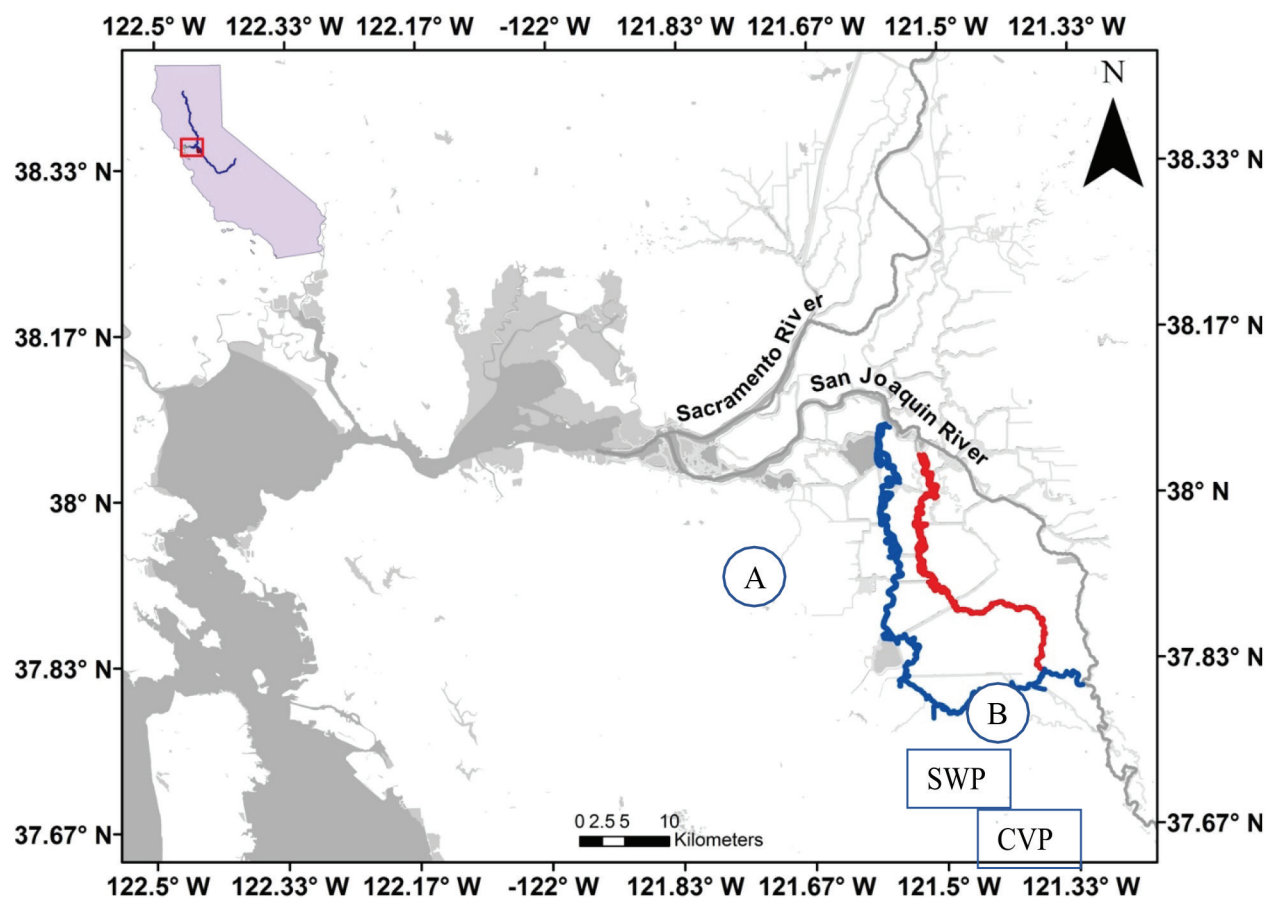 122.5° W 122.33° W 122.17° W -122° W 121.83° W 121.67° W 121.5° W 121.33° W
N
38.33° N 38.33° N
38.17° N 38.17° N
Sacramento River
San Joaquin River
38° N 38° N
A
37.83° N 37.83° N
B
SWP
0 2.5 5 10
Kilometers
37.67° N 37.67° N
CVP
122.5° W 122.33° W 122.17° W -122° W 121.83° W 121.67° W 121.5° W 121.33° W